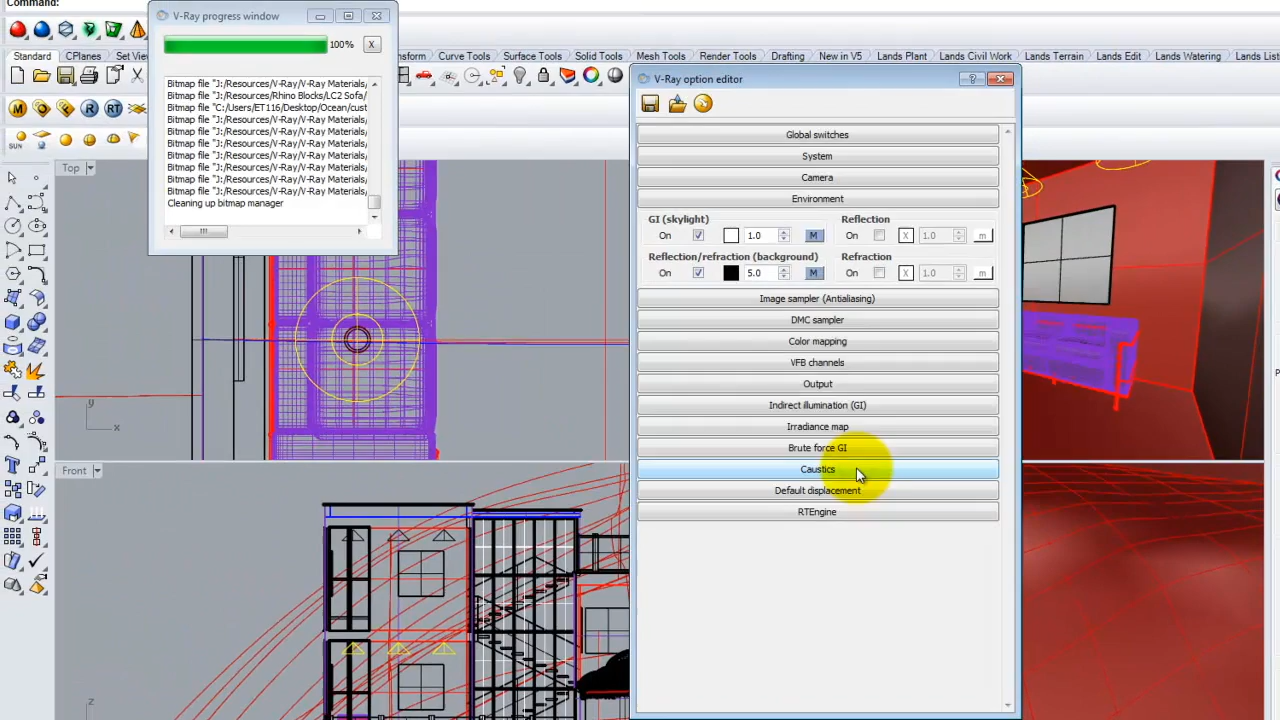 Command:
V-Ray progress window
100%
X
Bitmap file "J:/Resources/V-Ray/V-Ray Materials/
Bitmap file "J:/Resources/Rhino Blocks/LC2 Sofa/
Bitmap file "C:/Users/ET116/Desktop/Ocean/cust
Bitmap file "J:/Resources/V-Ray/V-Ray Materials/
Bitmap file "J:/Resources/V-Ray/V-Ray Materials/
Bitmap file "J:/Resources/V-Ray/V-Ray Materials/
Bitmap file "J:/Resources/V-Ray/V-Ray Materials/
Bitmap file "J:/Resources/V-Ray/V-Ray Materials/
Bitmap file "J:/Resources/V-Ray/V-Ray Materials/
Bitmap file "J:/Resources/V-Ray/V-Ray Materials/
Cleaning up bitmap manager
Standard CPlanes Set View ansform Curve Tools Surface Tools Solid Tools Mesh Tools Render Tools Drafting New in V5 Lands Plant Lands Civil Work Lands Terrain Lands Edit Lands Watering Lands List
M O R RT
SUN
Top
y
x
Front
z
V-Ray option editor
Global switches
System
Camera
Environment
GI (skylight) Reflection
On 1.0 M On X 1.0 m
Reflection/refraction (background) Refraction
On 5.0 M On X 1.0 m
Image sampler (Antialiasing)
DMC sampler
Color mapping
VFB channels
Output
Indirect illumination (GI)
Irradiance map
Brute force GI
Caustics
Default displacement
RTEngine